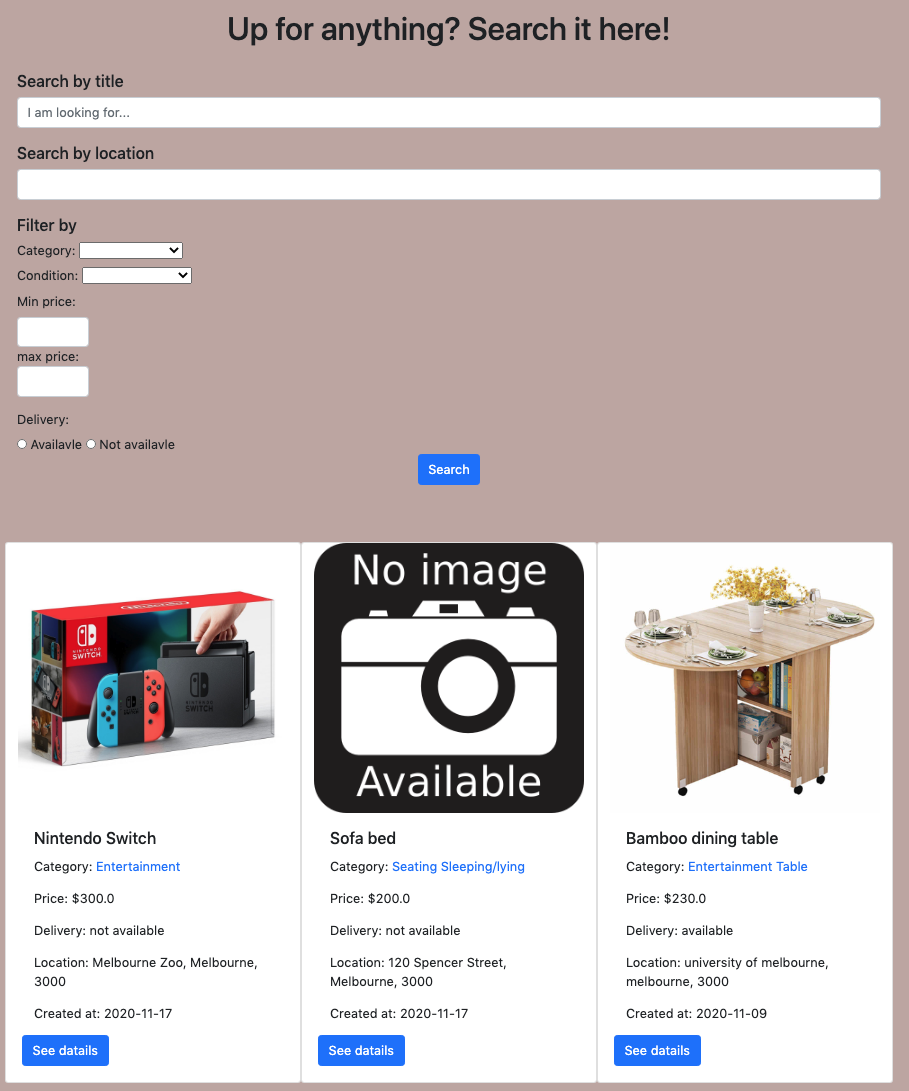 Up for anything? Search it here!
Search by title
I am looking for...
Search by location
Filter by
Category:
Condition:
Min price:
max price:
Delivery:
Availavle Not availavle
Search
NINTENDO
SWITCH
NINTENDO
SWITCH
No image
Available
Nintendo Switch
Category: Entertainment
Price: $300.0
Delivery: not available
Location: Melbourne Zoo, Melbourne,
3000
Created at: 2020-11-17
See datails
Sofa bed
Category: Seating Sleeping/lying
Price: $200.0
Delivery: not available
Location: 120 Spencer Street,
Melbourne, 3000
Created at: 2020-11-17
See datails
Bamboo dining table
Category: Entertainment Table
Price: $230.0
Delivery: available
Location: university of melbourne,
melbourne, 3000
Created at: 2020-11-09
See datails